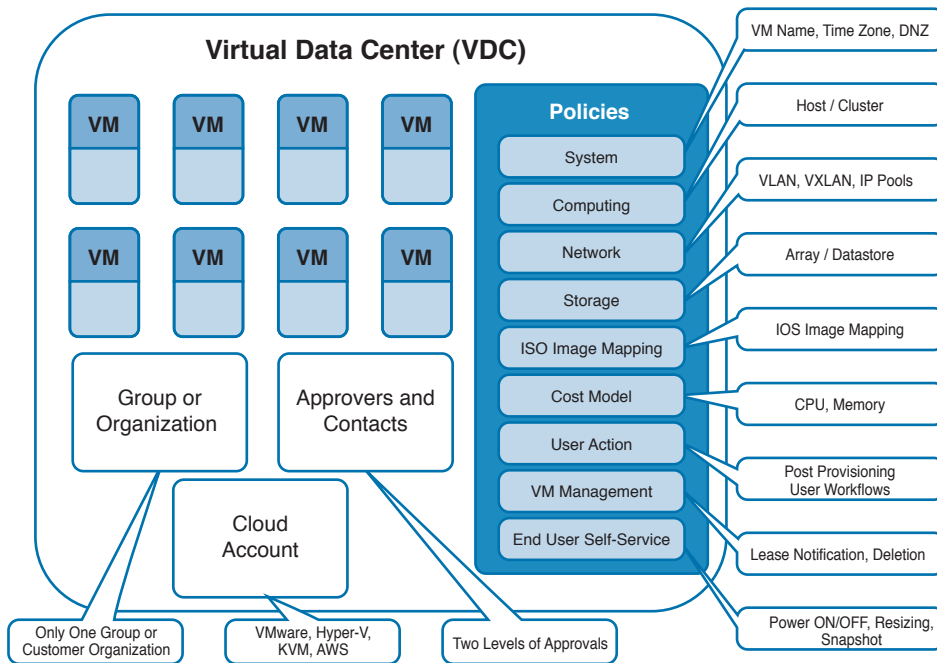 Virtual Data Center (VDC)
VM
VM
VM
VM
VM
VM
VM
VM
Group or
Organization
Approvers and
Contacts
Cloud
Account
Policies
System
Computing
Network
Storage
ISO Image Mapping
Cost Model
User Action
VM Management
End User Self-Service
VM Name, Time Zone, DNZ
Host / Cluster
VLAN, VXLAN, IP Pools
Array / Datastore
IOS Image Mapping
CPU, Memory
Post Provisioning
User Workflows
Lease Notification, Deletion
Power ON/OFF, Resizing,
Snapshot
Only One Group or
Customer Organization
VMware, Hyper-V,
KVM, AWS
Two Levels of Approvals